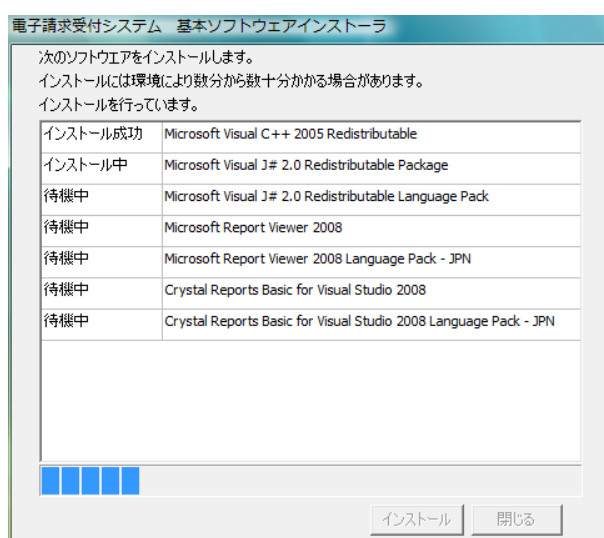 電子請求受付システム　基本ソフトウェアインストーラ
次のソフトウエアをインストールします。
インストールには環境により数分から数十分かかる場合があります。
インストールを行っています。
インストール成功 Microsoft Visual C++ 2005 Redistributable
インストール中 Microsoft Visual J# 2.0 Redistributable Package
待機中 Microsoft Visual J# 2.0 Redistributable Language Pack
待機中 Microsoft Report Viewer 2008
待機中 Microsoft Report Viewer 2008 Language Pack - JPN
待機中 Crystal Reports Basic for Visual Studio 2008
待機中 Crystal Reports Basic for Visual Studio 2008 Language Pack - JPN
インストール 閉じる